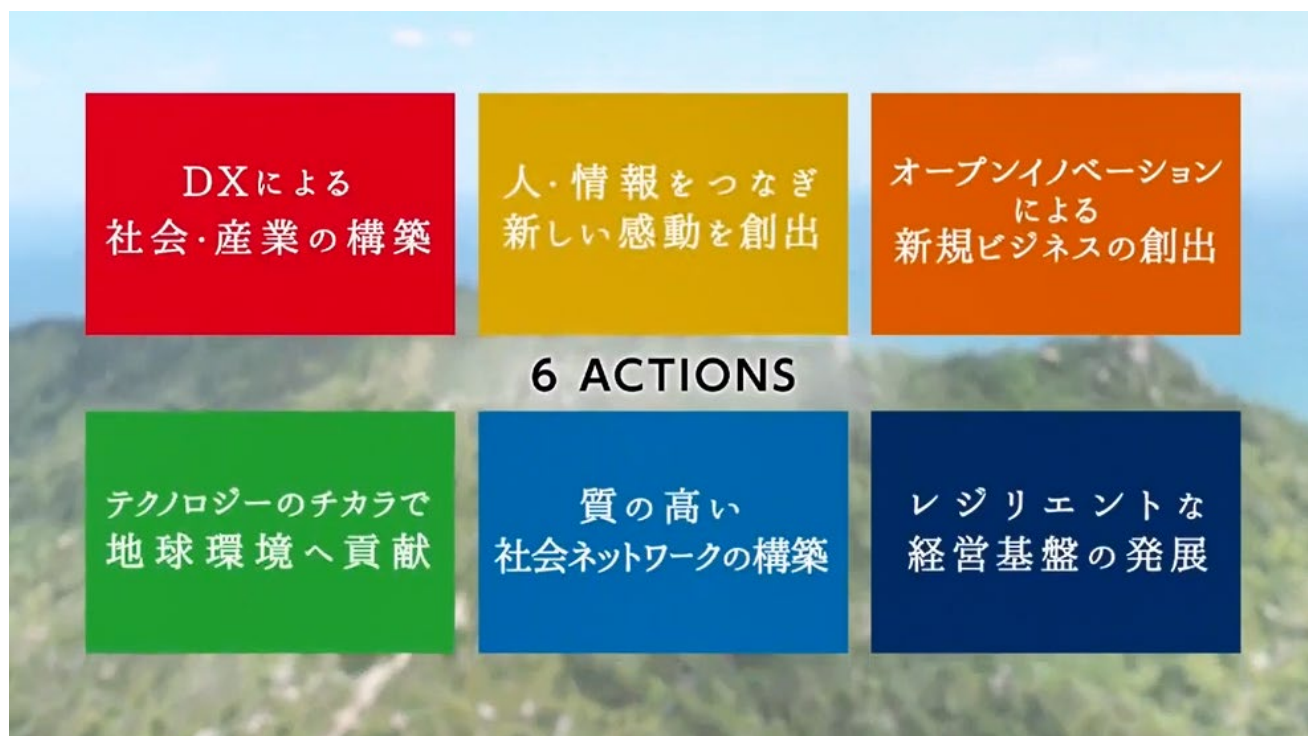 DXによる
社会・産業の構築
人・情報をつなぎ
新しい感動を創出
オープンイノベーション
による
新規ビジネスの創出
6 ACTIONS
テクノロジーのチカラで
地球環境へ貢献
質の高い
社会ネットワークの構築
レジリエントな
経営基盤の発展